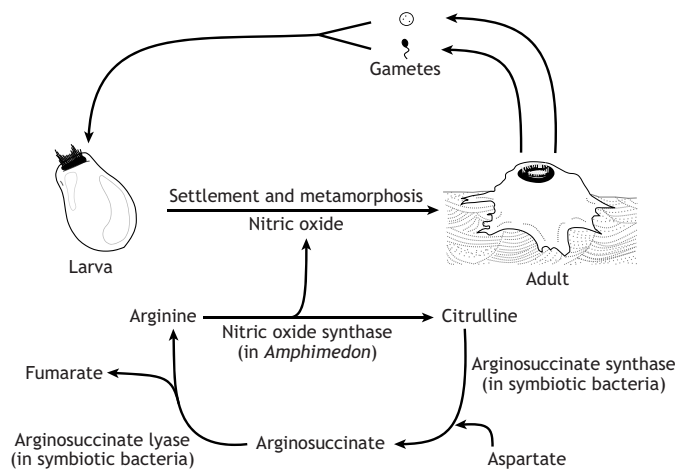 Gametes
Settlement and metamorphosis
Nitric oxide
Larva
Adult
Arginine
Citrulline
Nitric oxide synthase
(in Amphimedon)
Arginosuccinate synthase
(in symbiotic bacteria)
Fumarate
Arginosuccinate lyase
(in symbiotic bacteria)
Arginosuccinate
Aspartate